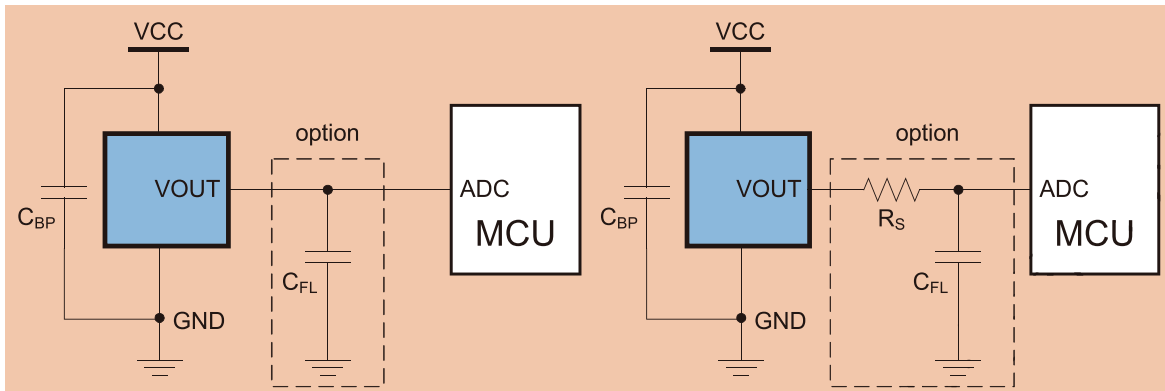 VCC
option
VOUT
ADC
MCU
C_BP
C_FL
GND
VCC
option
VOUT
ADC
MCU
R_S
C_BP
C_FL
GND